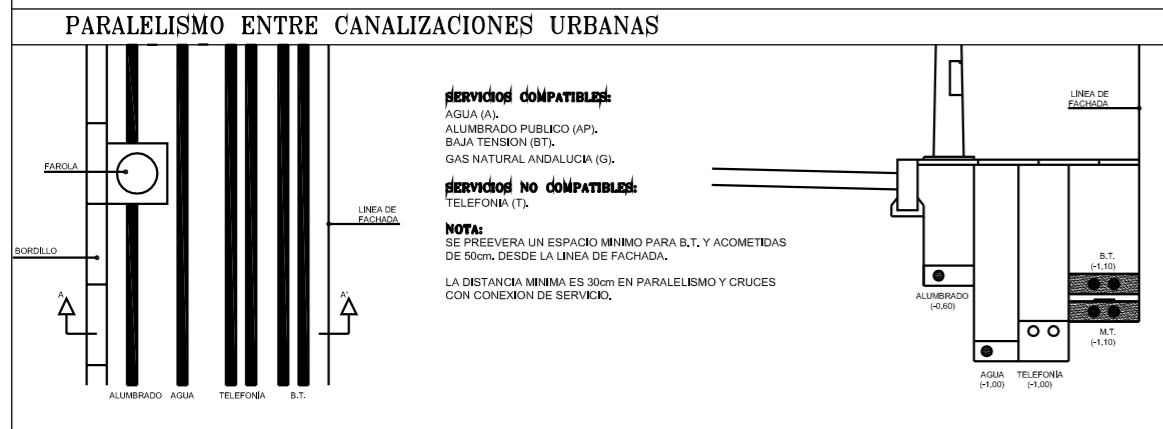 PARALELISMO ENTRE CANALIZACIONES URBANAS
FAROLA
BORDILLO
A
A'
LINEA DE
FACHADA
ALUMBRADO
AGUA
TELEFONÍA
B.T.
SERVICIOS COMPATIBLES:
AGUA (A).
ALUMBRADO PUBLICO (AP).
BAJA TENSION (BT).
GAS NATURAL ANDALUCIA (G).
SERVICIOS NO COMPATIBLES:
TELEFONIA (T).
NOTA:
SE PREEVERA UN ESPACIO MINIMO PARA B.T. Y ACOMETIDAS
DE 50cm. DESDE LA LINEA DE FACHADA.
LA DISTANCIA MINIMA ES 30cm EN PARALELISMO Y CRUCES
CON CONEXION DE SERVICIO.
LÍNEA DE
FACHADA
B.T.
(-1,10)
ALUMBRADO
(-0,60)
M.T.
(-1,10)
AGUA
(-1,00)
TELEFONÍA
(-1,00)